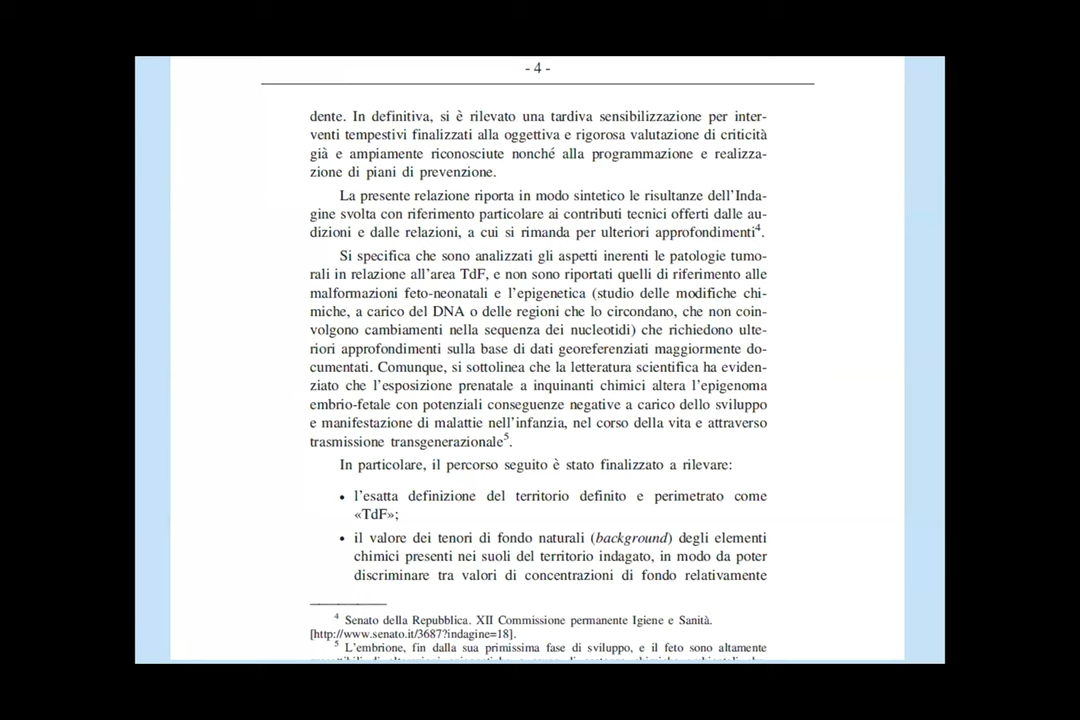 - 4 -
dente. In definitiva, si è rilevato una tardiva sensibilizzazione per inter-
venti tempestivi finalizzati alla oggettiva e rigorosa valutazione di criticità
già e ampiamente riconosciute nonché alla programmazione e realizza-
zione di piani di prevenzione.
La presente relazione riporta in modo sintetico le risultanze dell'Inda-
gine svolta con riferimento particolare ai contributi tecnici offerti dalle au-
dizioni e dalle relazioni, a cui si rimanda per ulteriori approfondimenti4.
Si specifica che sono analizzati gli aspetti inerenti le patologie tumo-
rali in relazione all'area TdF, e non sono riportati quelli di riferimento alle
malformazioni feto-neonatali e l'epigenetica (studio delle modifiche chi-
miche, a carico del DNA o delle regioni che lo circondano, che non coin-
volgono cambiamenti nella sequenza dei nucleotidi) che richiedono ulte-
riori approfondimenti sulla base di dati georeferenziati maggiormente do-
cumentati. Comunque, si sottolinea che la letteratura scientifica ha eviden-
ziato che l'esposizione prenatale a inquinanti chimici altera l'epigenoma
embrio-fetale con potenziali conseguenze negative a carico dello sviluppo
e manifestazione di malattie nell'infanzia, nel corso della vita e attraverso
trasmissione transgenerazionale5.
In particolare, il percorso seguito è stato finalizzato a rilevare:
• l'esatta definizione del territorio definito e perimetrato come
«TdF»;
• il valore dei tenori di fondo naturali (background) degli elementi
chimici presenti nei suoli del territorio indagato, in modo da poter
discriminare tra valori di concentrazioni di fondo relativamente
4 Senato della Repubblica. XII Commissione permanente Igiene e Sanità.
[http://www.senato.it/3687?indagine=18].
5 L'embrione, fin dalla sua primissima fase di sviluppo, e il feto sono altamente